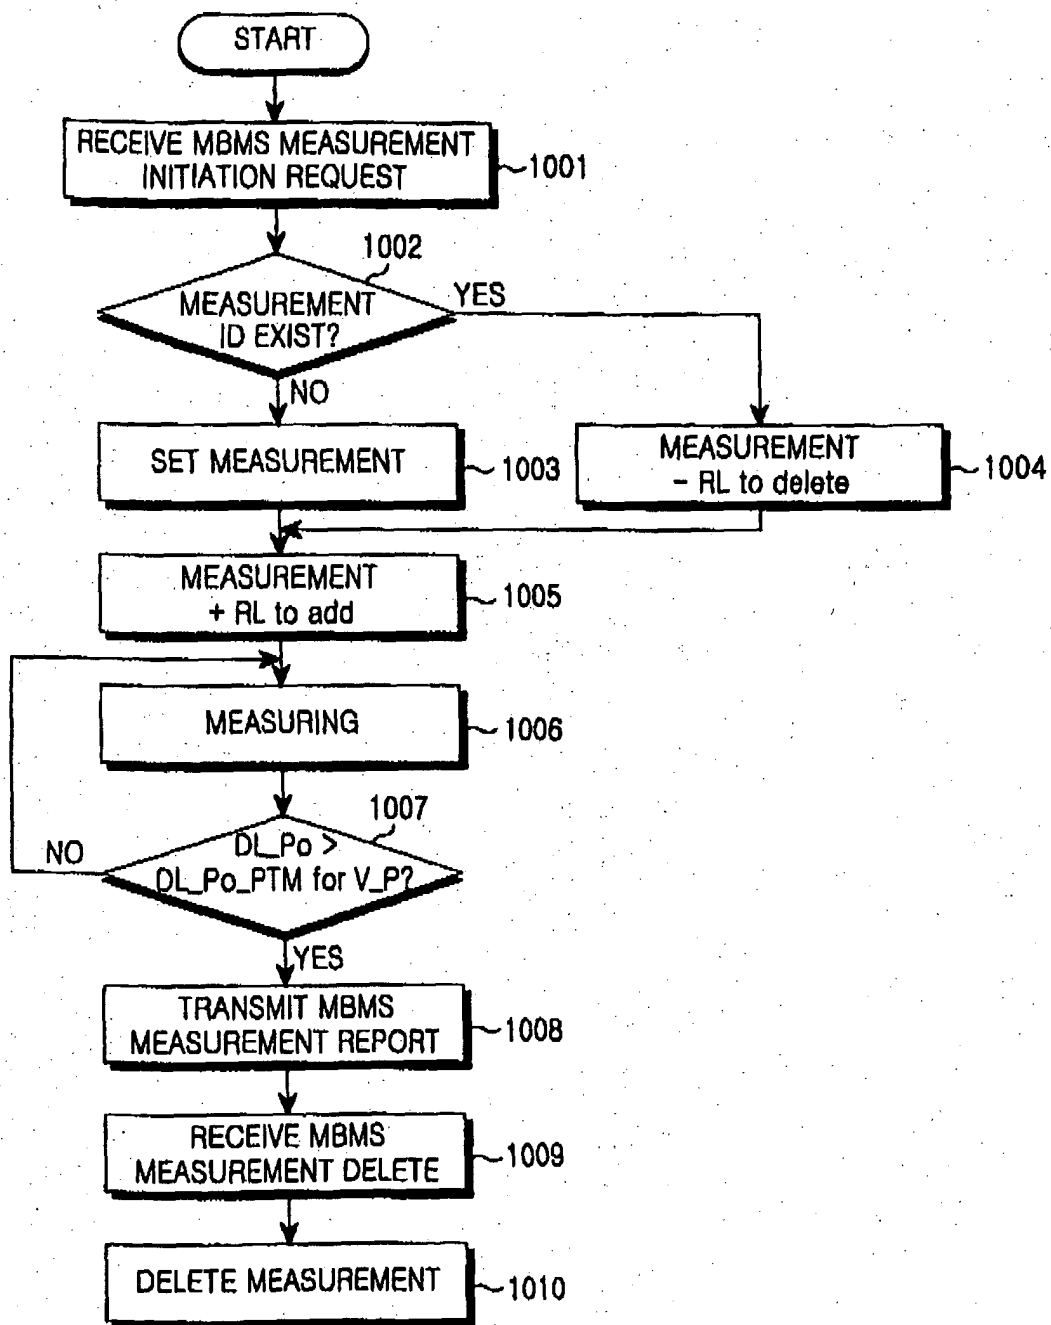 START
RECEIVE MBMS MEASUREMENT
INITIATION REQUEST
1001
1002
MEASUREMENT
ID EXIST?
YES
NO
SET MEASUREMENT
1003
MEASUREMENT
- RL to delete
1004
MEASUREMENT
+ RL to add
1005
MEASURING
1006
1007
DL_Po >
DL_Po_PTM for V_P?
NO
YES
TRANSMIT MBMS
MEASUREMENT REPORT
1008
RECEIVE MBMS
MEASUREMENT DELETE
1009
DELETE MEASUREMENT
1010